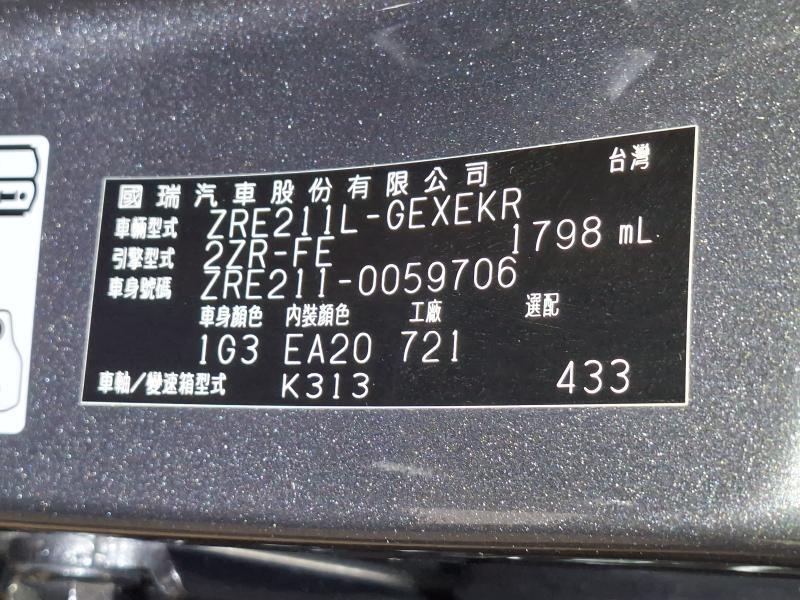 國瑞汽車股份有限公司 台灣
車輛型式 ZRE211L-GEXEKR
引擎型式 2ZR-FE 1798 mL
車身號碼 ZRE211-0059706
車身顏色 內裝顏色 工廠 選配
1G3 EA20 721
車軸/變速箱型式 K313 433